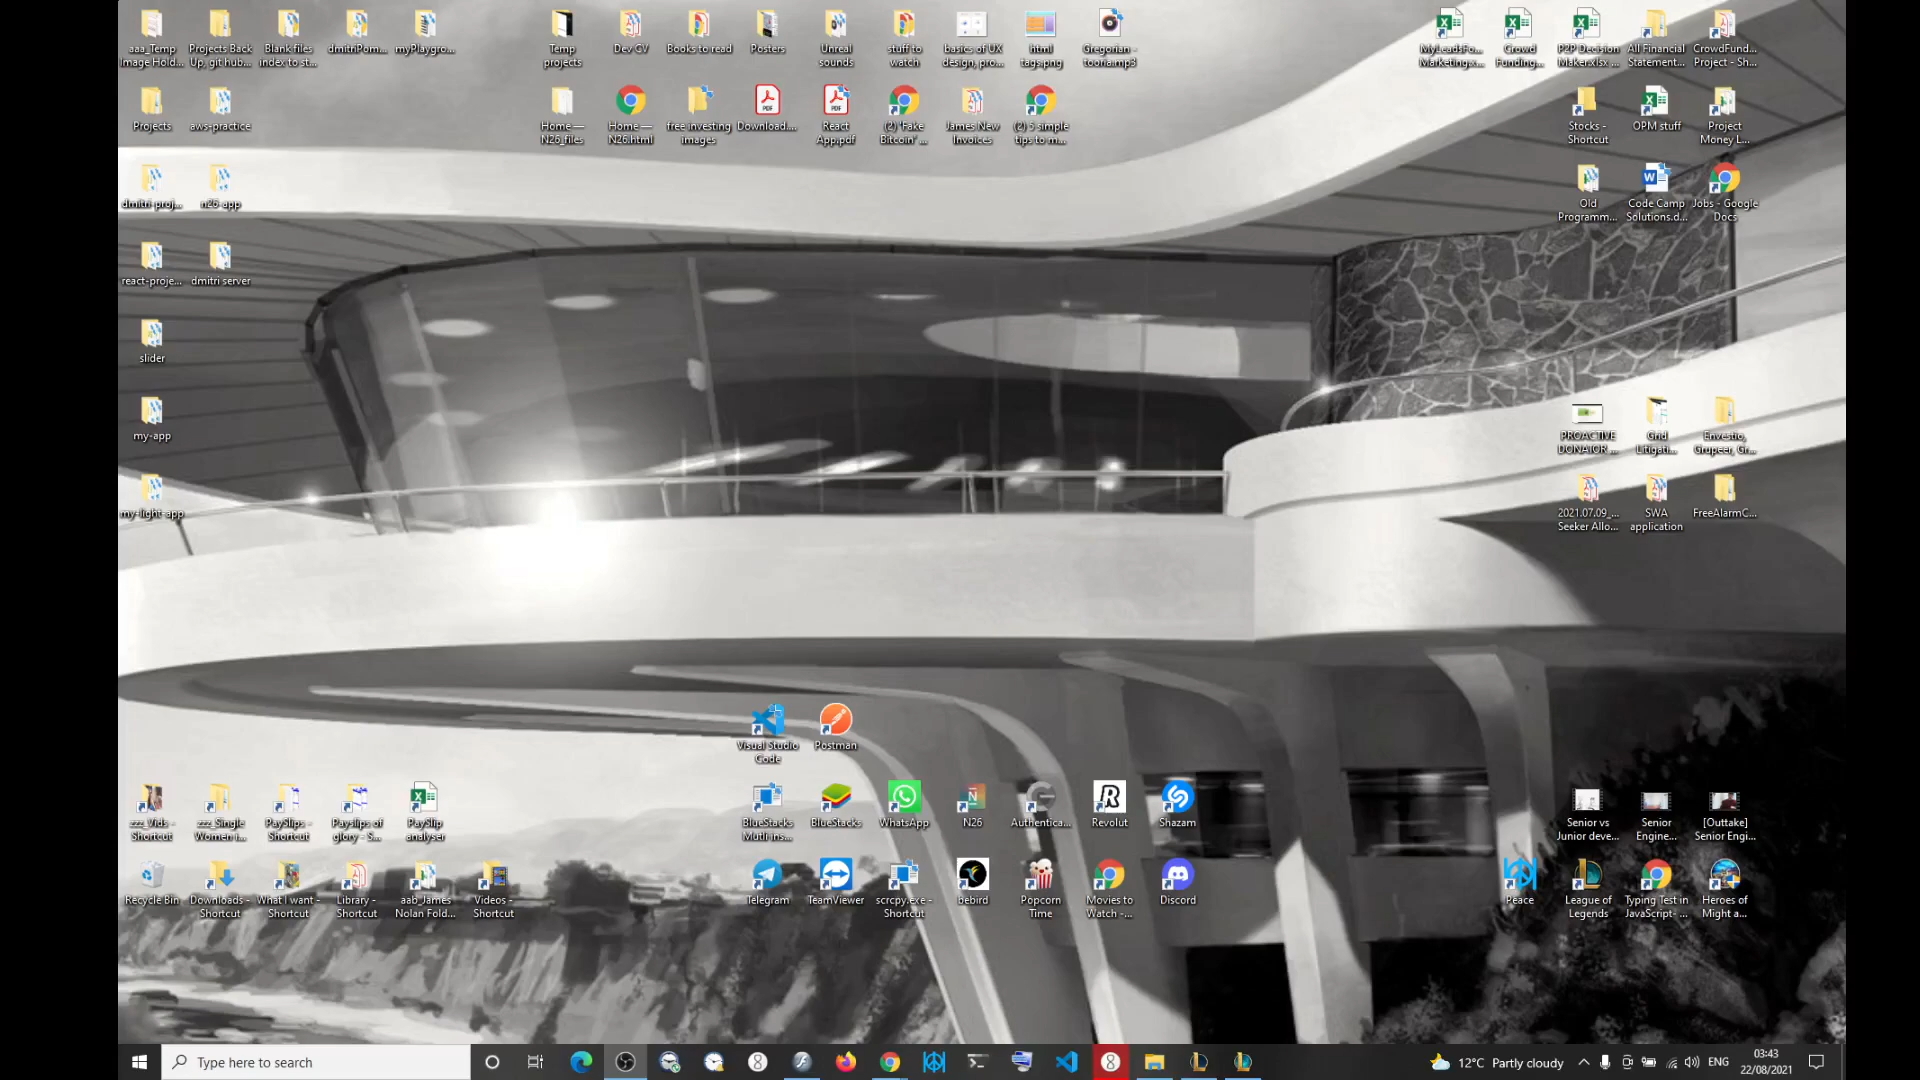 aaa_Temp
Image Hold...
Projects Back
Up, git hub...
Blank files
index to st...
dmitriPom...
myPlaygro...
Temp
projects
Dev CV
Books to read
Posters
Unreal
sounds
stuff to
watch
basics of UX
design, pro...
html
tags.png
Gregorian -
MyLeadsFo...
Marketing.x...
Crowd
Funding...
P2P Decision
Maker.xlsx ...
All Financial
Statement...
CrowdFund...
Project - Sh...
Projects
aws-practice
Home —
N26_files
Home —
N26.html
free investing
images
Download....
React
App.pdf
(2) 'Fake
Bitcoin' ...
James New
Invoices
(2) 5 simple
tips to m...
Stocks -
Shortcut
OPM stuff
Project
Money L...
dmitri-proj...
n26-app
Old
Programm...
Code Camp
Solutions.d...
Jobs - Google
Docs
react-proje...
dmitri server
slider
my-app
PROACTIVE
DONATOR ...
Grid
Litigati...
Envestio,
Grupeer, Gr...
my-light-app
2021.07.09_...
Seeker Allo...
SWA
application
FreeAlarmC...
Visual Studio
Code
Postman
zzz_Vids -
Shortcut
zzz_Single
Women i...
PaySlips -
Shortcut
Payslips of
glory - S...
PaySlip
analyser
BlueStacks
Multi ins...
BlueStacks
WhatsApp
N26
Authentica...
Revolut
Shazam
Senior vs
Junior deve...
Senior
Engine...
[Outtake]
Senior Engi...
Recycle Bin
Downloads -
Shortcut
What I want -
Shortcut
Library -
Shortcut
aab_James
Nolan Fold...
Videos -
Shortcut
Telegram
TeamViewer
scrcpy.exe -
Shortcut
bebird
Popcorn
Time
Movies to
Watch -...
Discord
Peace
League of
Legends
Typing Test in
JavaScript- ...
Heroes of
Might a...
Type here to search
12°C Partly cloudy
ENG
03:43
22/08/2021